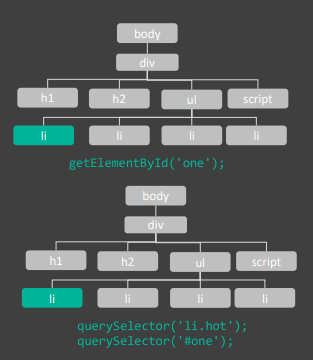 body
div
h1 h2 ul script
li li li li
getElementById('one');
body
div
h1 h2 ul script
li li li li
querySelector('li.hot');
querySelector('#one');